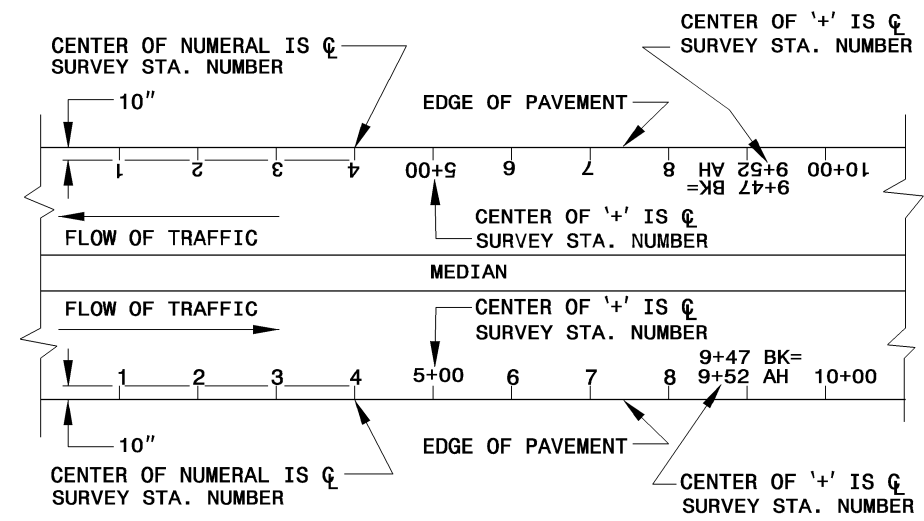 CENTER OF '+' IS ℄
SURVEY STA. NUMBER
CENTER OF NUMERAL IS ℄
SURVEY STA. NUMBER
10"
EDGE OF PAVEMENT
1 2 3 4 5+00 6 7 8 9+52 AH 10+00
9+47 BK=
CENTER OF '+' IS ℄
SURVEY STA. NUMBER
FLOW OF TRAFFIC
MEDIAN
FLOW OF TRAFFIC
CENTER OF '+' IS ℄
SURVEY STA. NUMBER
9+47 BK=
1 2 3 4 5+00 6 7 8 9+52 AH 10+00
10"
EDGE OF PAVEMENT
CENTER OF NUMERAL IS ℄
SURVEY STA. NUMBER
CENTER OF '+' IS ℄
SURVEY STA. NUMBER